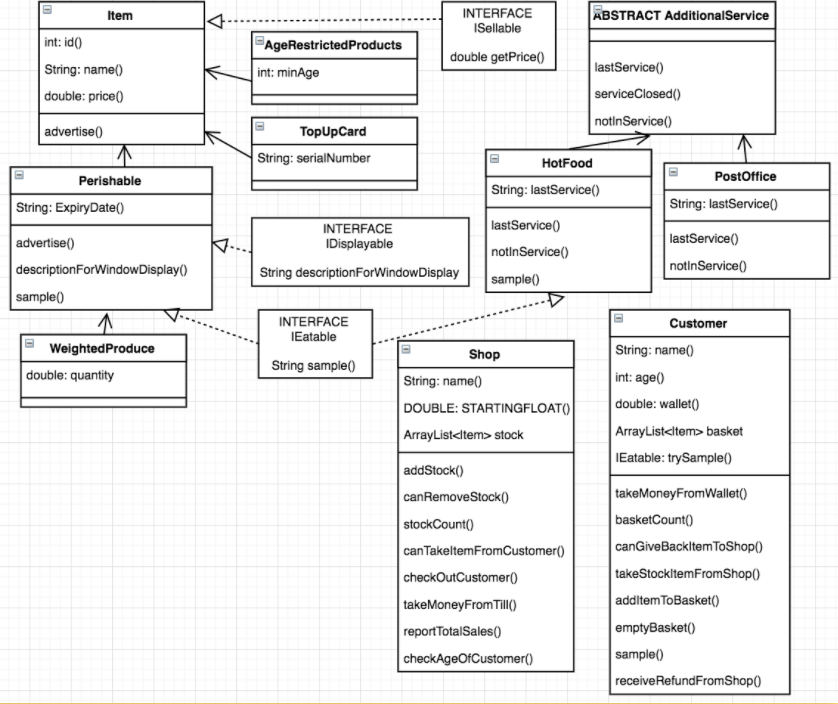 Item
int: id()
String: name()
double: price()
advertise()
INTERFACE
ISellable
double getPrice()
ABSTRACT AdditionalService
lastService()
serviceClosed()
notInService()
AgeRestrictedProducts
int: minAge
TopUpCard
String: serialNumber
Perishable
String: ExpiryDate()
advertise()
descriptionForWindowDisplay()
sample()
INTERFACE
IDisplayable
String descriptionForWindowDisplay
HotFood
String: lastService()
lastService()
notInService()
sample()
PostOffice
String: lastService()
lastService()
notInService()
WeightedProduce
double: quantity
INTERFACE
IEatable
String sample()
Shop
String: name()
DOUBLE: STARTINGFLOAT()
ArrayList<Item> stock
addStock()
canRemoveStock()
stockCount()
canTakeItemFromCustomer()
checkOutCustomer()
takeMoneyFromTill()
reportTotalSales()
checkAgeOfCustomer()
Customer
String: name()
int: age()
double: wallet()
ArrayList<Item> basket
IEatable: trySample()
takeMoneyFromWallet()
basketCount()
canGiveBackItemToShop()
takeStockItemFromShop()
addItemToBasket()
emptyBasket()
sample()
receiveRefundFromShop()